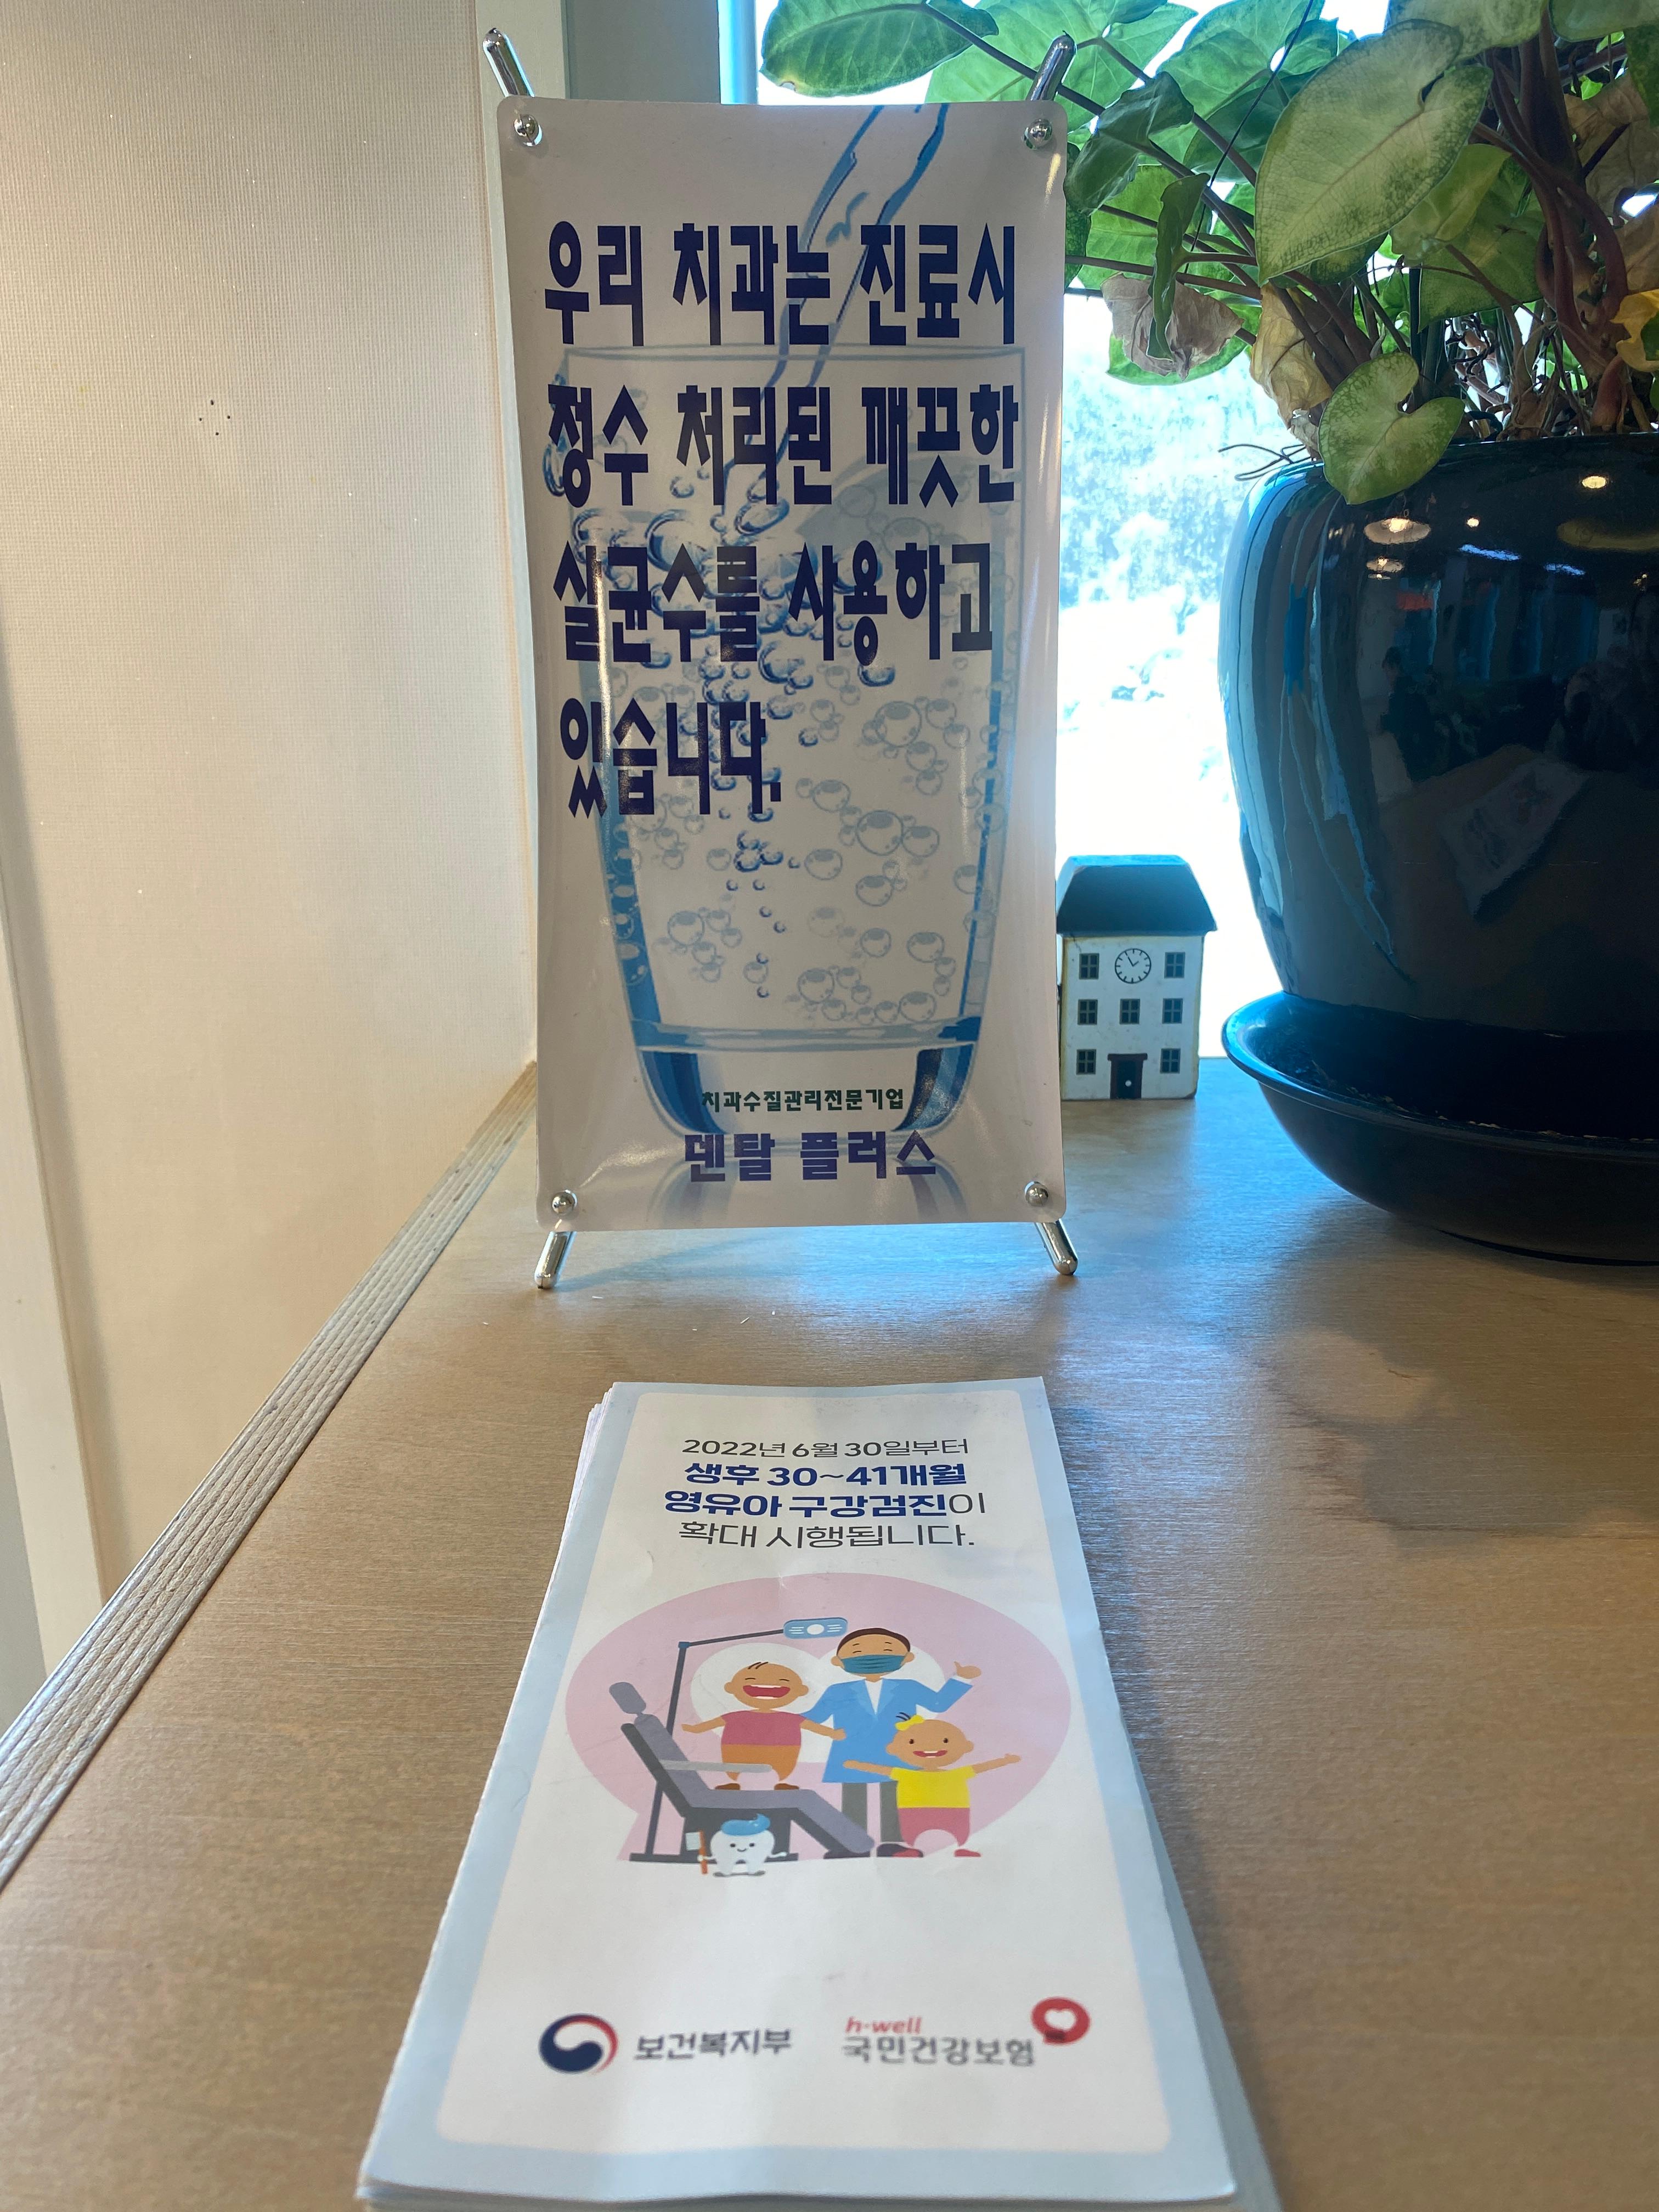 우리 치과는 진료시
정수 처리된 깨끗한
살균수를 사용하고
있습니다.
치과수질관리전문기업
덴탈 플러스
2022년 6월 30일부터
생후 30~41개월
영유아 구강검진이
확대 시행됩니다.
보건복지부
h-well
국민건강보험